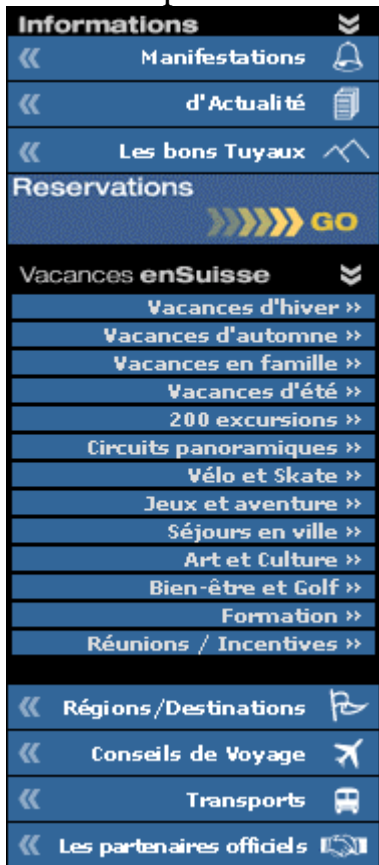 Informations
Manifestations
d'Actualité
Les bons Tuyaux
Reservations
GO
Vacances enSuisse
Vacances d'hiver »
Vacances d'automne »
Vacances en famille »
Vacances d'été »
200 excursions »
Circuits panoramiques »
Vélo et Skate »
Jeux et aventure »
Séjours en ville »
Art et Culture »
Bien-être et Golf »
Formation »
Réunions / Incentives »
Régions/Destinations
Conseils de Voyage
Transports
Les partenaires officiels